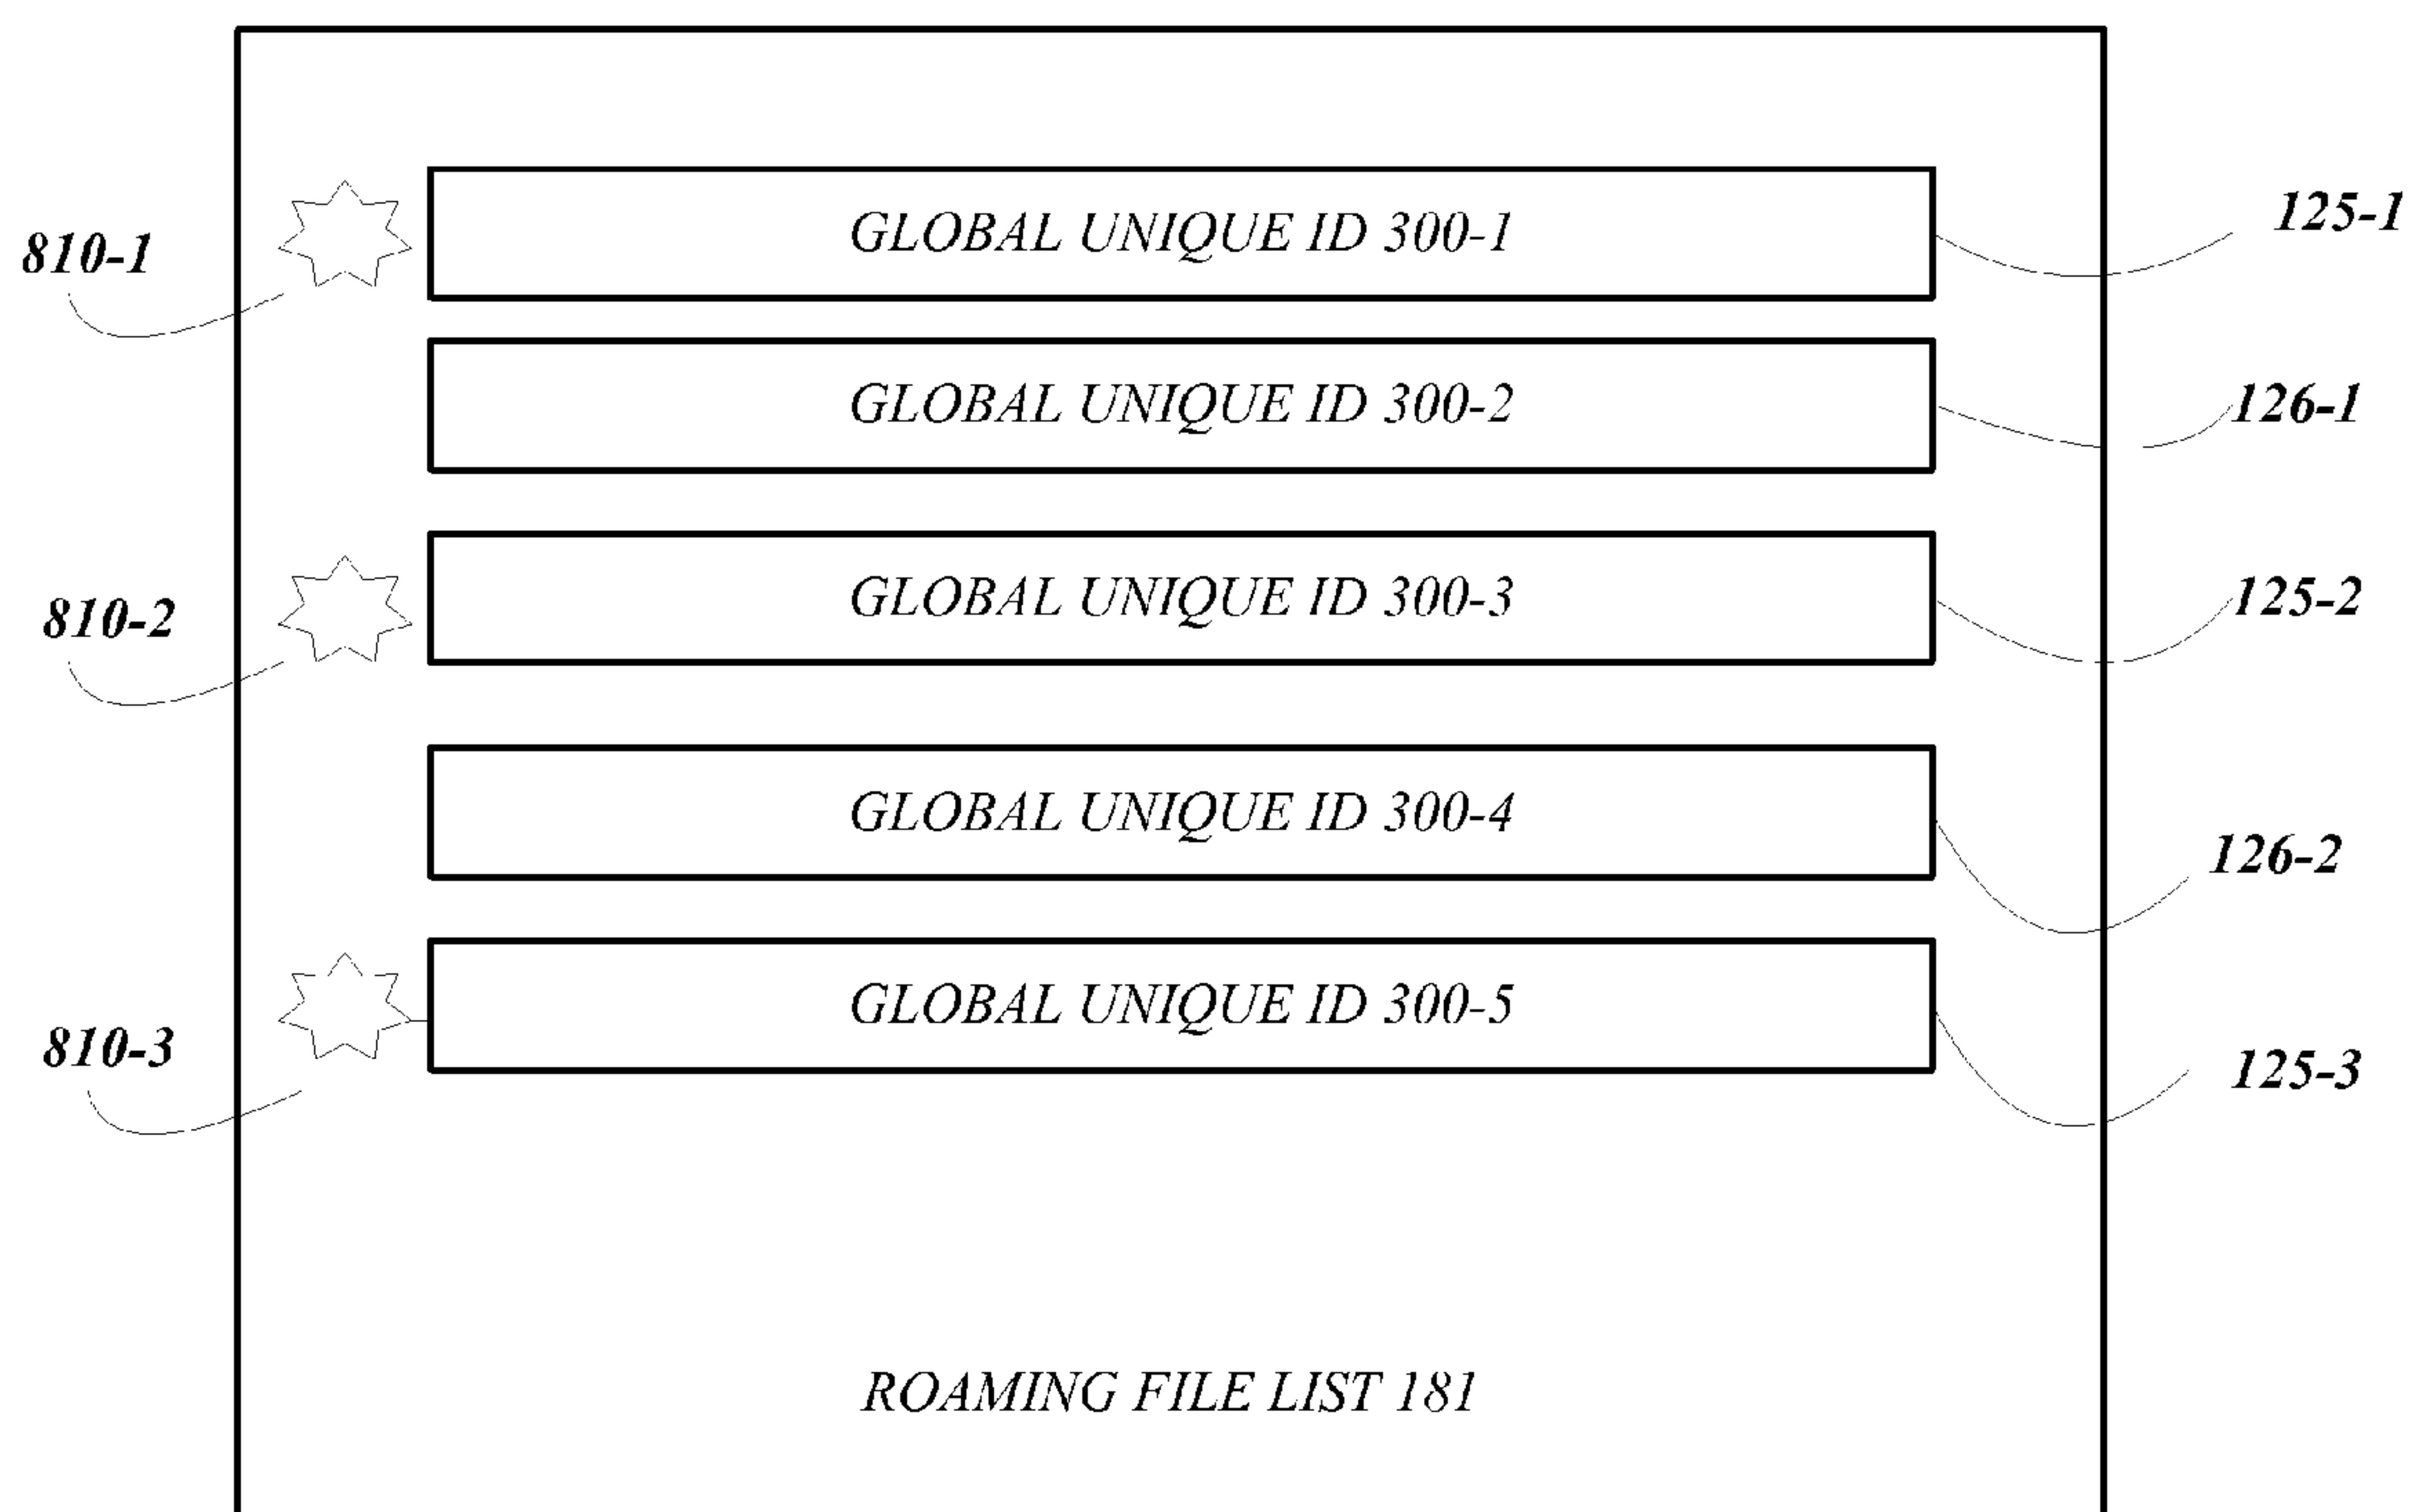 125-1
GLOBAL UNIQUE ID 300-1
810-1
GLOBAL UNIQUE ID 300-2
126-1
GLOBAL UNIQUE ID 300-3
125-2
810-2
GLOBAL UNIQUE ID 300-4
126-2
GLOBAL UNIQUE ID 300-5
810-3
125-3
ROAMING FILE LIST 181